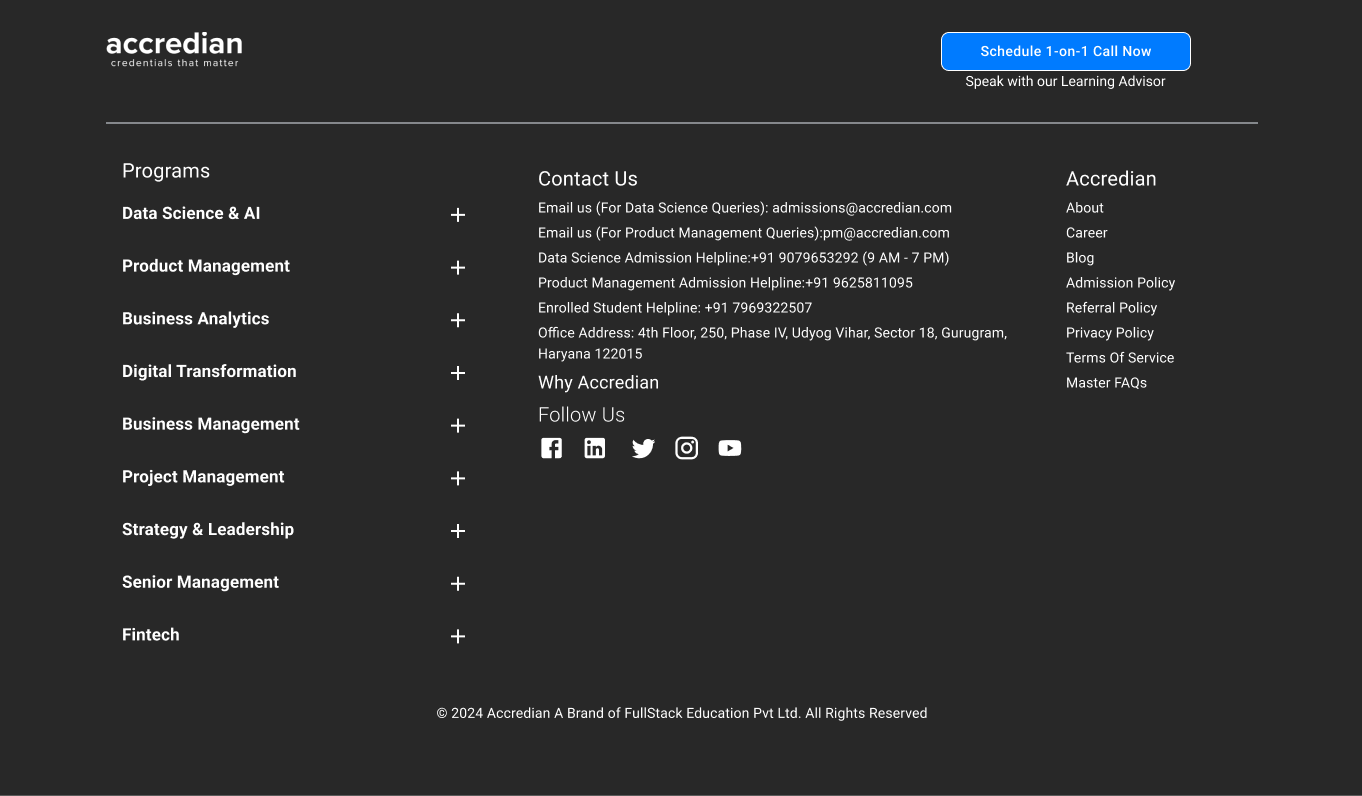 accredian
credentials that matter
Schedule 1-on-1 Call Now
Speak with our Learning Advisor
Programs
Data Science & AI
Product Management
Business Analytics
Digital Transformation
Business Management
Project Management
Strategy & Leadership
Senior Management
Fintech
Contact Us
Email us (For Data Science Queries): admissions@accredian.com
Email us (For Product Management Queries):pm@accredian.com
Data Science Admission Helpline:+91 9079653292 (9 AM - 7 PM)
Product Management Admission Helpline:+91 9625811095
Enrolled Student Helpline: +91 7969322507
Office Address: 4th Floor, 250, Phase IV, Udyog Vihar, Sector 18, Gurugram,
Haryana 122015
Why Accredian
Follow Us
Accredian
About
Career
Blog
Admission Policy
Referral Policy
Privacy Policy
Terms Of Service
Master FAQs
© 2024 Accredian A Brand of FullStack Education Pvt Ltd. All Rights Reserved